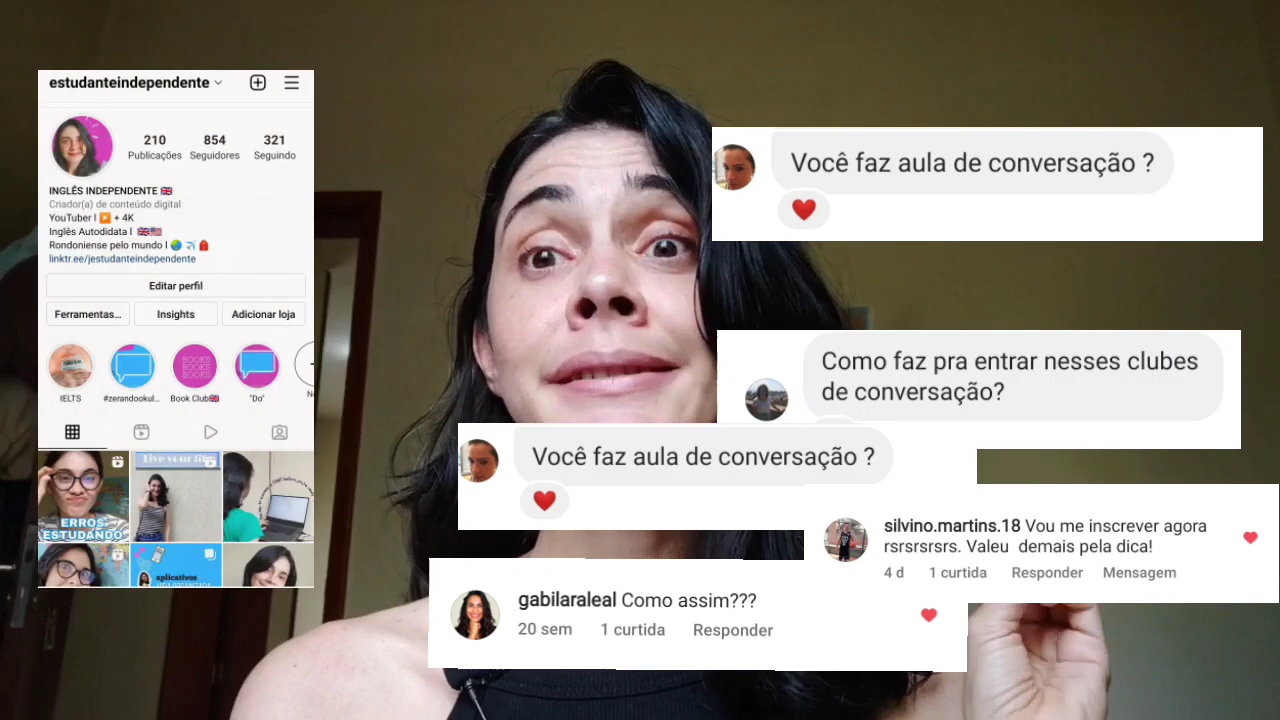 estudanteindependente
210 854 321
Publicações Seguidores Seguindo
INGLÊS INDEPENDENTE 🇬🇧
Criador(a) de conteúdo digital
YouTuber l ▶️ + 4K
Inglês Autodidata l 🇬🇧🇺🇸
Rondoniense pelo mundo l 🌎 ✈️ 🎒
linktr.ee/jestudanteindependente
Editar perfil
Ferramentas... Insights Adicionar loja
BOOKS
BOOKS
BOOKS
IELTS #zerandookul... Book Club🇬🇧 "Do"
Live your life
ERROS
ESTUDANDO
aplicativos
Você faz aula de conversação ?
❤️
Como faz pra entrar nesses clubes
de conversação?
Você faz aula de conversação ?
❤️
silvino.martins.18 Vou me inscrever agora
rsrsrsrsrs. Valeu demais pela dica!
4 d 1 curtida Responder Mensagem
gabilaraleal Como assim???
20 sem 1 curtida Responder